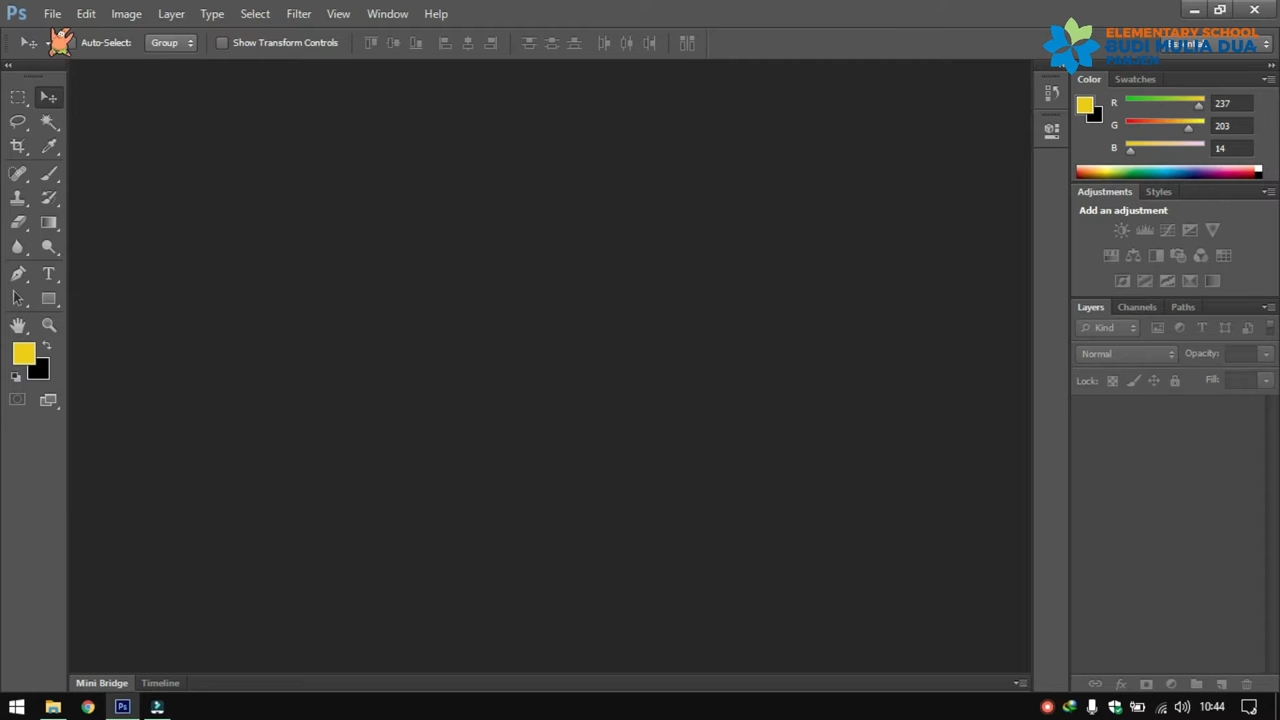 Ps File Edit Image Layer Type Select Filter View Window Help
Auto-Select: Group Show Transform Controls
ELEMENTARY SCHOOL
BUDI MULIA DUA
Color Swatches
R 237
G 203
B 14
Adjustments Styles
Add an adjustment
T
Layers Channels Paths
Kind T
Normal Opacity:
Lock: Fill:
Mini Bridge Timeline
Ps 10:44